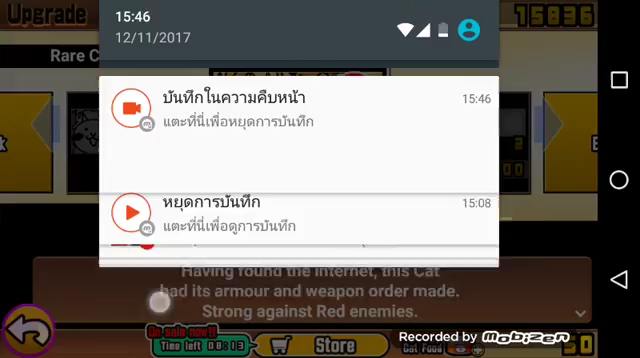 Upgrade
15:46
12/11/2017
15836
Rare C
บันทึกในความคืบหน้า
15:46
แตะที่นี่เพื่อหยุดการบันทึก
หยุดการบันทึก
15:08
แตะที่นี่เพื่อดูการบันทึก
Having found the internet, this Cat
had its armour and weapon order made.
Strong against Red enemies.
On sale now!!
Time left 08:13
Store
Cat Food
Recorded by Mobizen